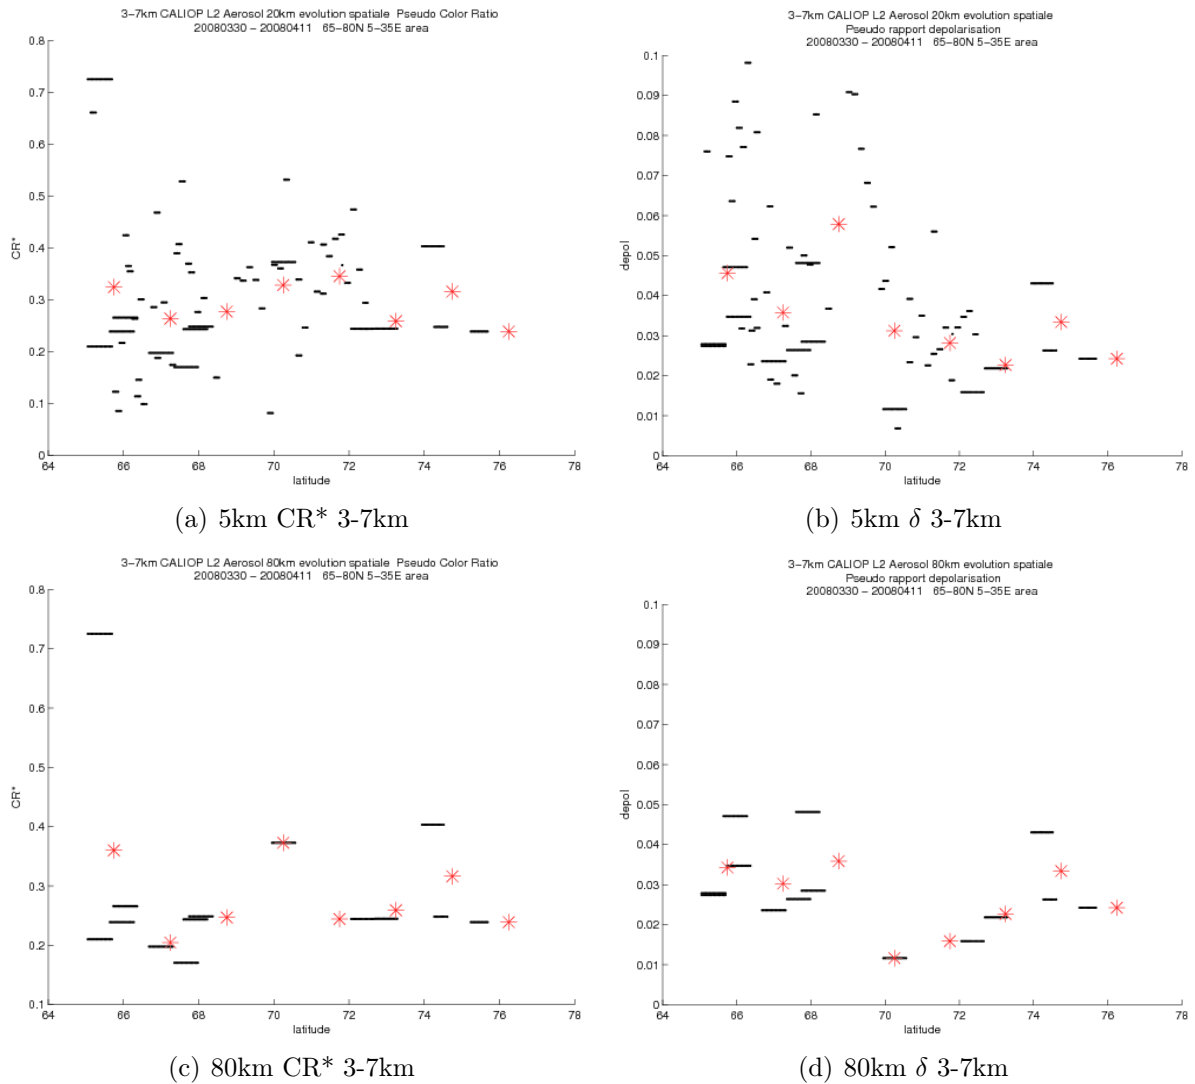 3-7km CALIOP L2 Aerosol 20km evolution spatiale Pseudo Color Ratio
20080330 - 20080411 65-80N 5-35E area
0.8
0.7
0.6
0.5
0.4
0.3
0.2
0.1
0
CR*
64 66 68 70 72 74 76 78
latitude
(a) 5km CR* 3-7km
3-7km CALIOP L2 Aerosol 20km evolution spatiale
Pseudo rapport depolarisation
20080330 - 20080411 65-80N 5-35E area
0.1
0.09
0.08
0.07
0.06
0.05
0.04
0.03
0.02
0.01
0
depol
64 66 68 70 72 74 76 78
latitude
(b) 5km δ 3-7km
3-7km CALIOP L2 Aerosol 80km evolution spatiale Pseudo Color Ratio
20080330 - 20080411 65-80N 5-35E area
0.8
0.7
0.6
0.5
0.4
0.3
0.2
0.1
CR*
64 66 68 70 72 74 76 78
latitude
(c) 80km CR* 3-7km
3-7km CALIOP L2 Aerosol 80km evolution spatiale
Pseudo rapport depolarisation
20080330 - 20080411 65-80N 5-35E area
0.1
0.09
0.08
0.07
0.06
0.05
0.04
0.03
0.02
0.01
0
depol
64 66 68 70 72 74 76 78
latitude
(d) 80km δ 3-7km